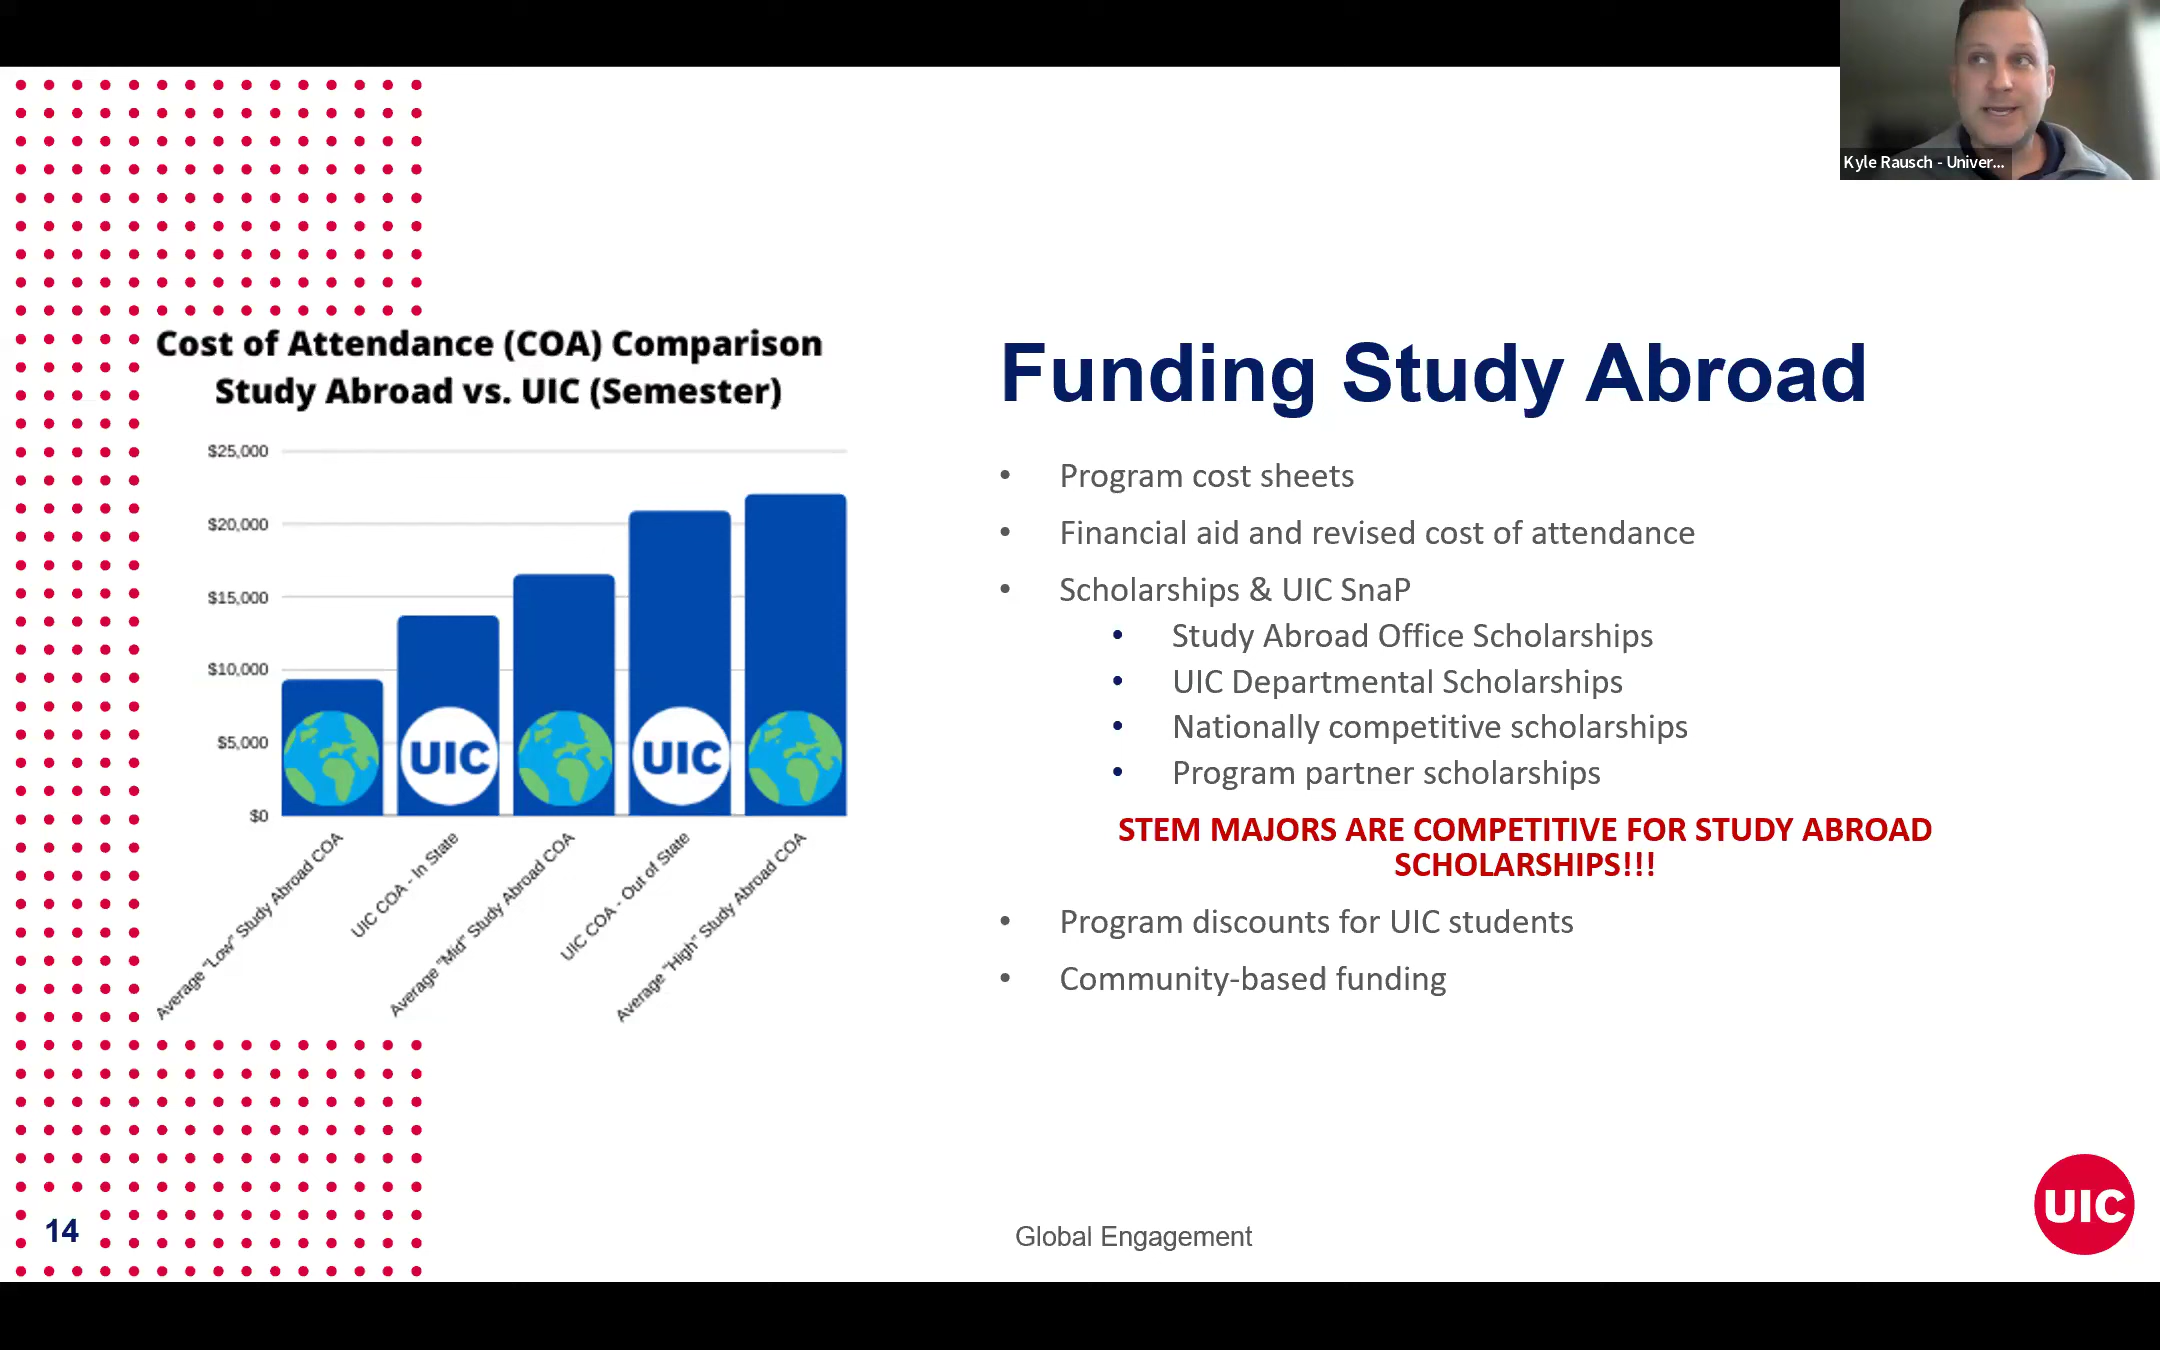 Kyle Rausch - Univer...
Cost of Attendance (COA) Comparison
Study Abroad vs. UIC (Semester)
$25,000
$20,000
$15,000
$10,000
$5,000
$0
UIC
UIC
Average "Low" Study Abroad COA
UIC COA - In State
Average "Mid" Study Abroad COA
UIC COA - Out of State
Average "High" Study Abroad COA
Funding Study Abroad
• Program cost sheets
• Financial aid and revised cost of attendance
• Scholarships & UIC SnaP
• Study Abroad Office Scholarships
• UIC Departmental Scholarships
• Nationally competitive scholarships
• Program partner scholarships
STEM MAJORS ARE COMPETITIVE FOR STUDY ABROAD
SCHOLARSHIPS!!!
• Program discounts for UIC students
• Community-based funding
14
Global Engagement
UIC